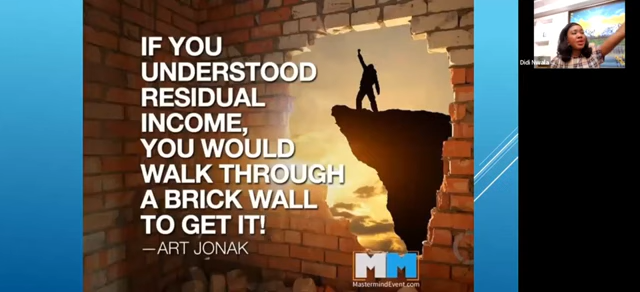 IF YOU
UNDERSTOOD
RESIDUAL
INCOME,
YOU WOULD
WALK THROUGH
A BRICK WALL
TO GET IT!
—ART JONAK
MM
MastermindEvent.com
Didi Nwala